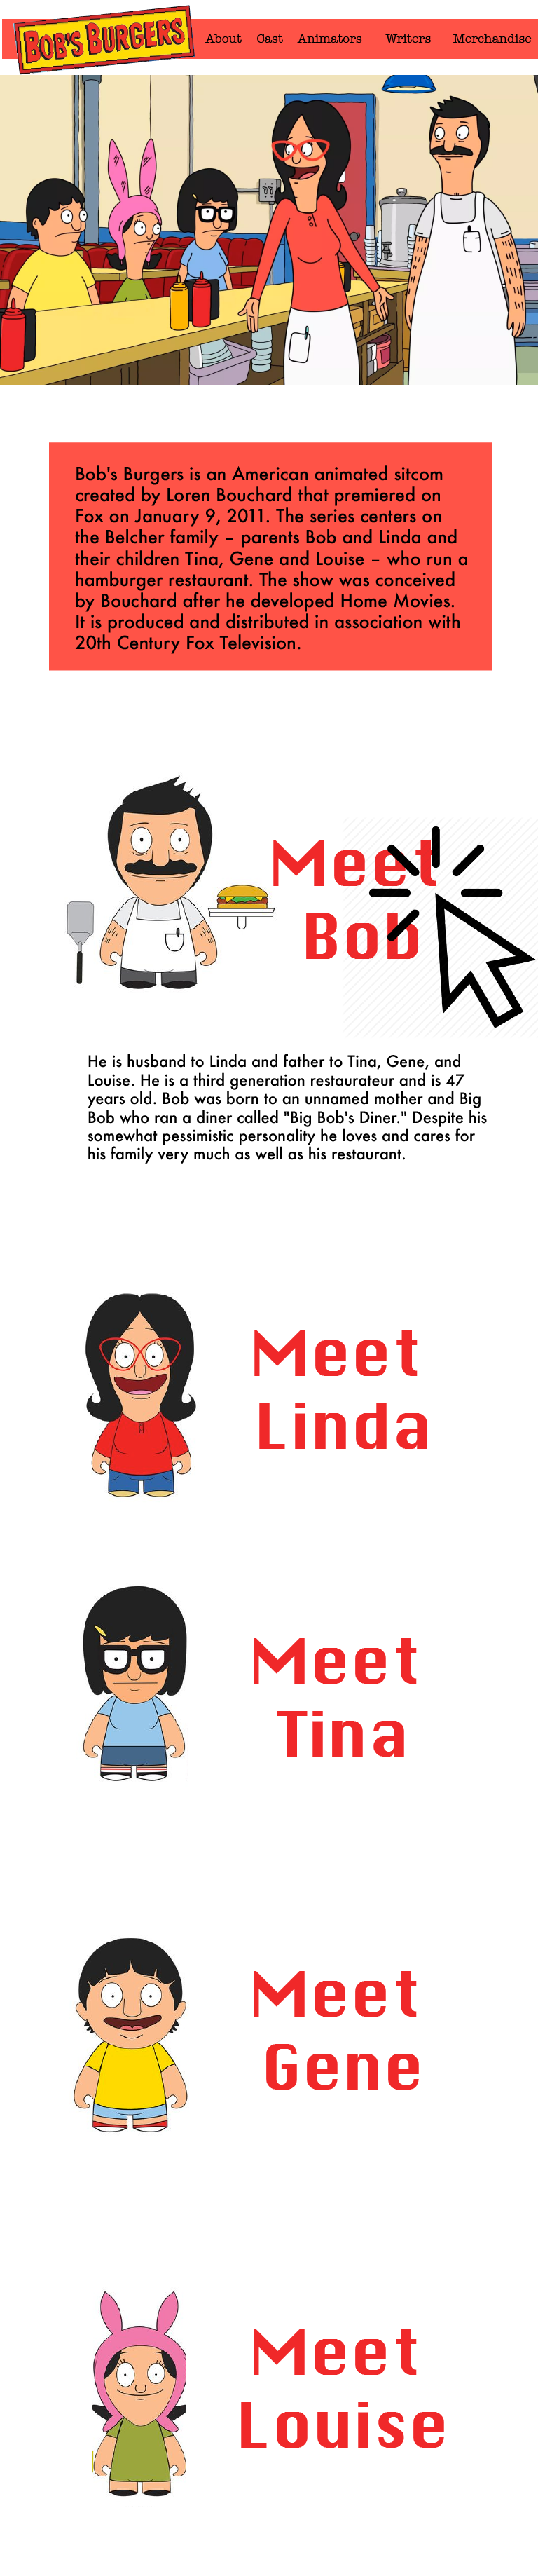 BOB'S BURGERS
About Cast Animators Writers Merchandise
Bob's Burgers is an American animated sitcom
created by Loren Bouchard that premiered on
Fox on January 9, 2011. The series centers on
the Belcher family – parents Bob and Linda and
their children Tina, Gene and Louise – who run a
hamburger restaurant. The show was conceived
by Bouchard after he developed Home Movies.
It is produced and distributed in association with
20th Century Fox Television.
Meet
Bob
He is husband to Linda and father to Tina, Gene, and
Louise. He is a third generation restaurateur and is 47
years old. Bob was born to an unnamed mother and Big
Bob who ran a diner called "Big Bob's Diner." Despite his
somewhat pessimistic personality he loves and cares for
his family very much as well as his restaurant.
Meet
Linda
Meet
Tina
Meet
Gene
Meet
Louise